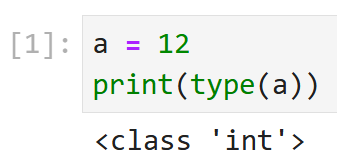 [1]: a = 12
print(type(a))
<class 'int'>